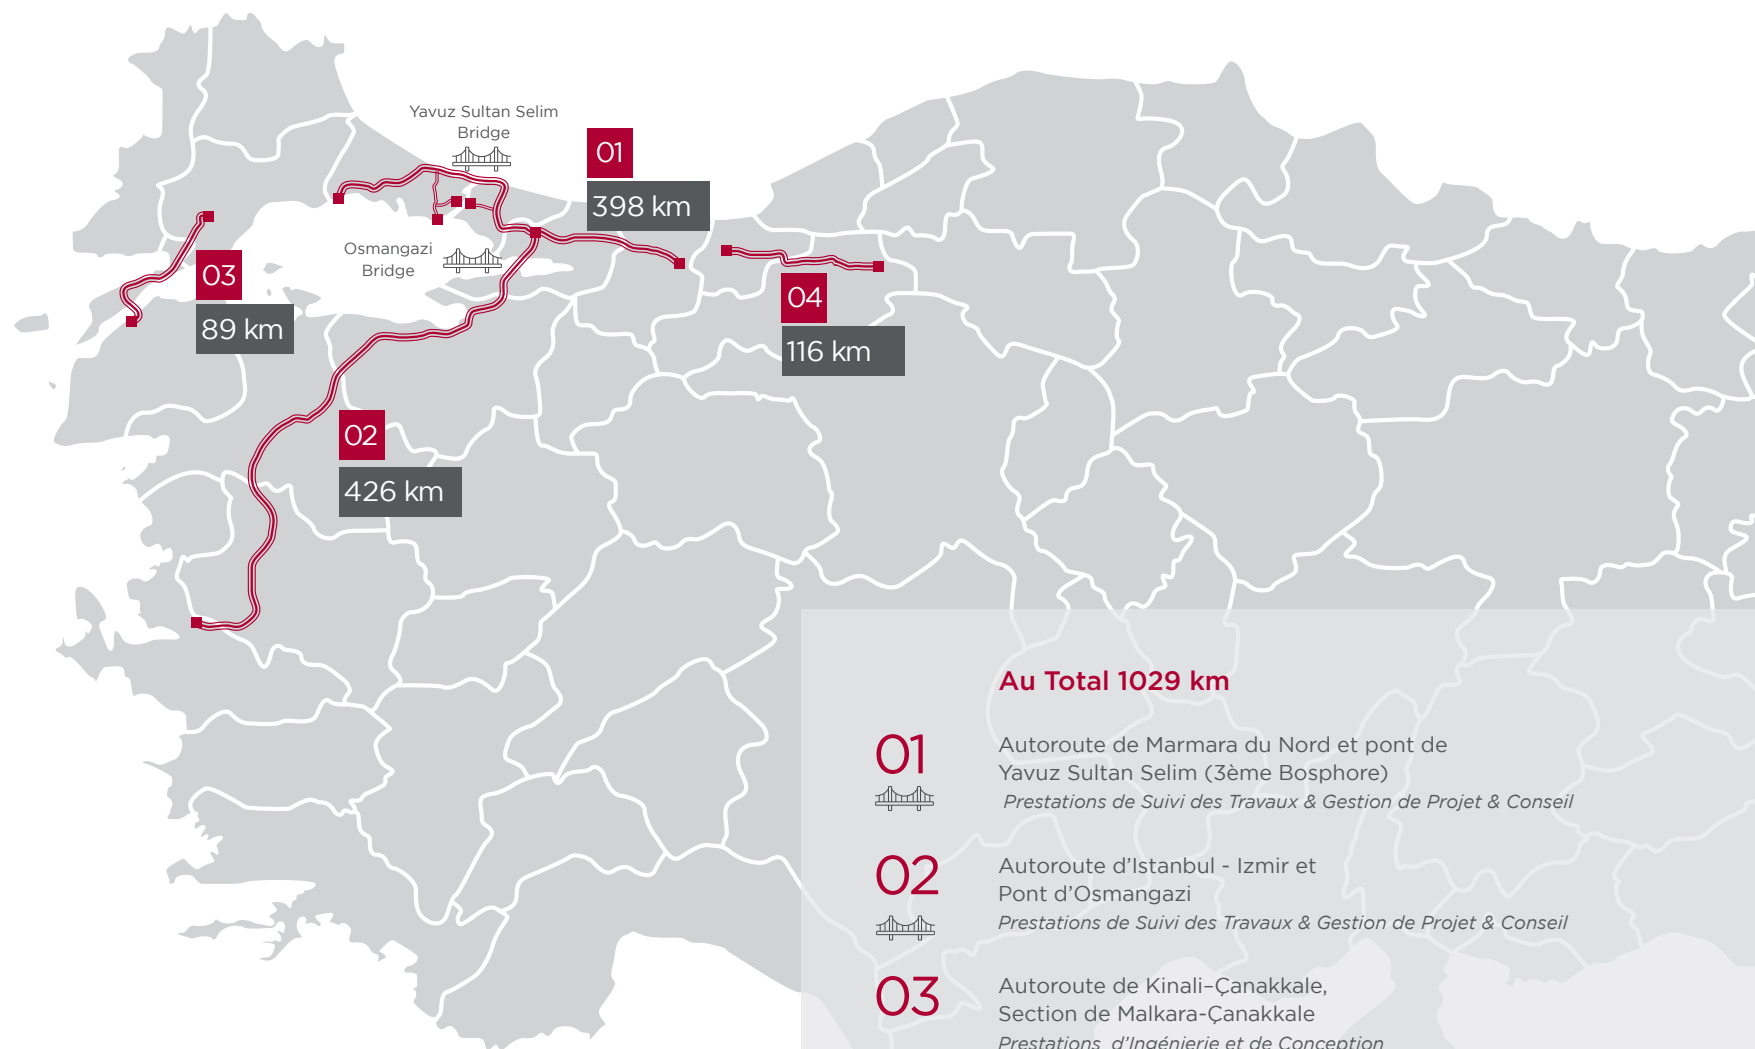 Yavuz Sultan Selim
Bridge
01
398 km
Osmangazi
Bridge
03
89 km
04
116 km
02
426 km
Au Total 1029 km
01
Autoroute de Marmara du Nord et pont de
Yavuz Sultan Selim (3ème Bosphore)
Prestations de Suivi des Travaux & Gestion de Projet & Conseil
02
Autoroute d’Istanbul - Izmir et
Pont d’Osmangazi
Prestations de Suivi des Travaux & Gestion de Projet & Conseil
03
Autoroute de Kinali–Çanakkale,
Section de Malkara-Çanakkale
Prestations d’Ingénierie et de Conception